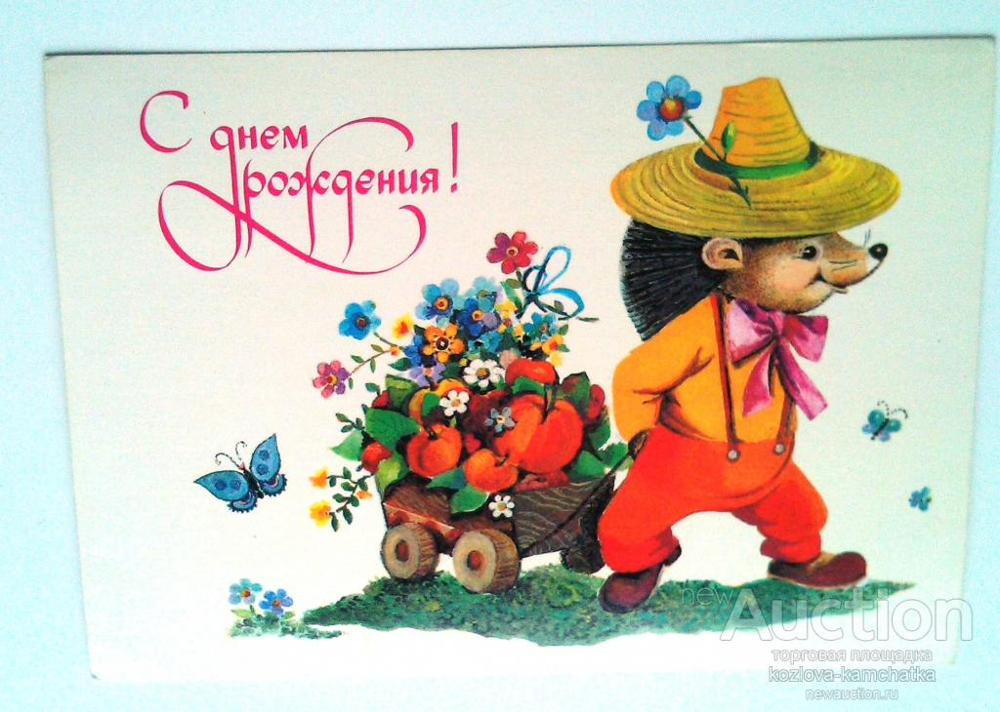 С днем
рождения!
newAuction
торговая площадка
kozlova-kamchatka
newauction.ru